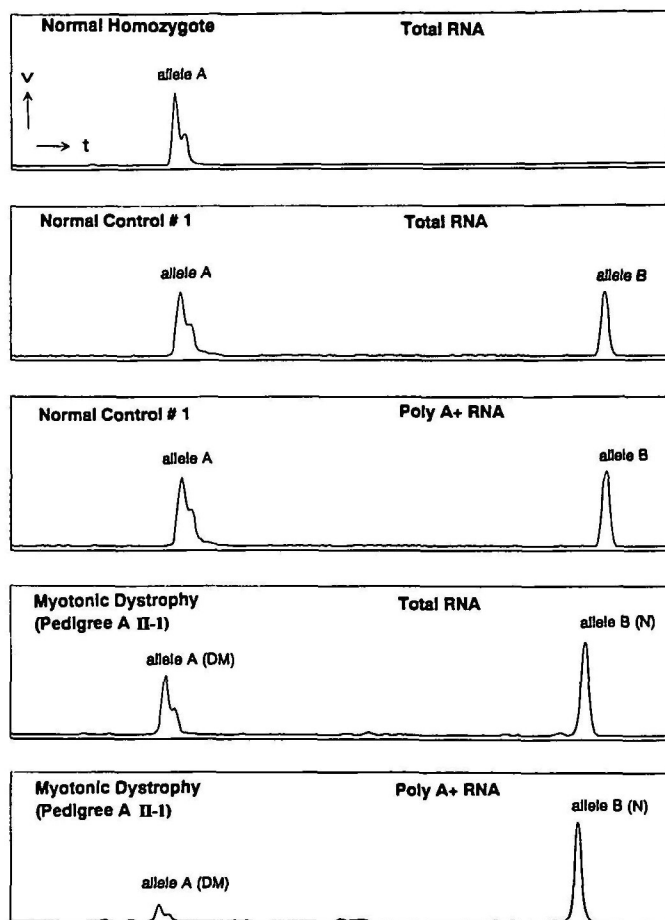 Normal Homozygote Total RNA
allele A
v
t
Normal Control # 1 Total RNA
allele A allele B
Normal Control # 1 Poly A+ RNA
allele A allele B
Myotonic Dystrophy Total RNA
(Pedigree A II-1) allele B (N)
allele A (DM)
Myotonic Dystrophy Poly A+ RNA
(Pedigree A II-1) allele B (N)
allele A (DM)